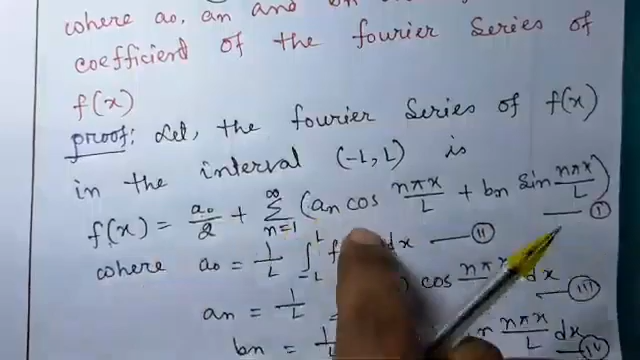 where a₀, an and
coefficient of the fourier Series of
f(x)
proof: Let, the fourier Series of f(x)
in the interval (-L, L) is
f(x) = a₀/2 + ∑_{n=1}^{∞} (an cos nπx/L + bn sin nπx/L) — I
where a₀ = 1/L ∫_{-L}^{L} f dx — II
an = 1/L cos nπx dx — III
bn = 1/L nπx/L dx — IV